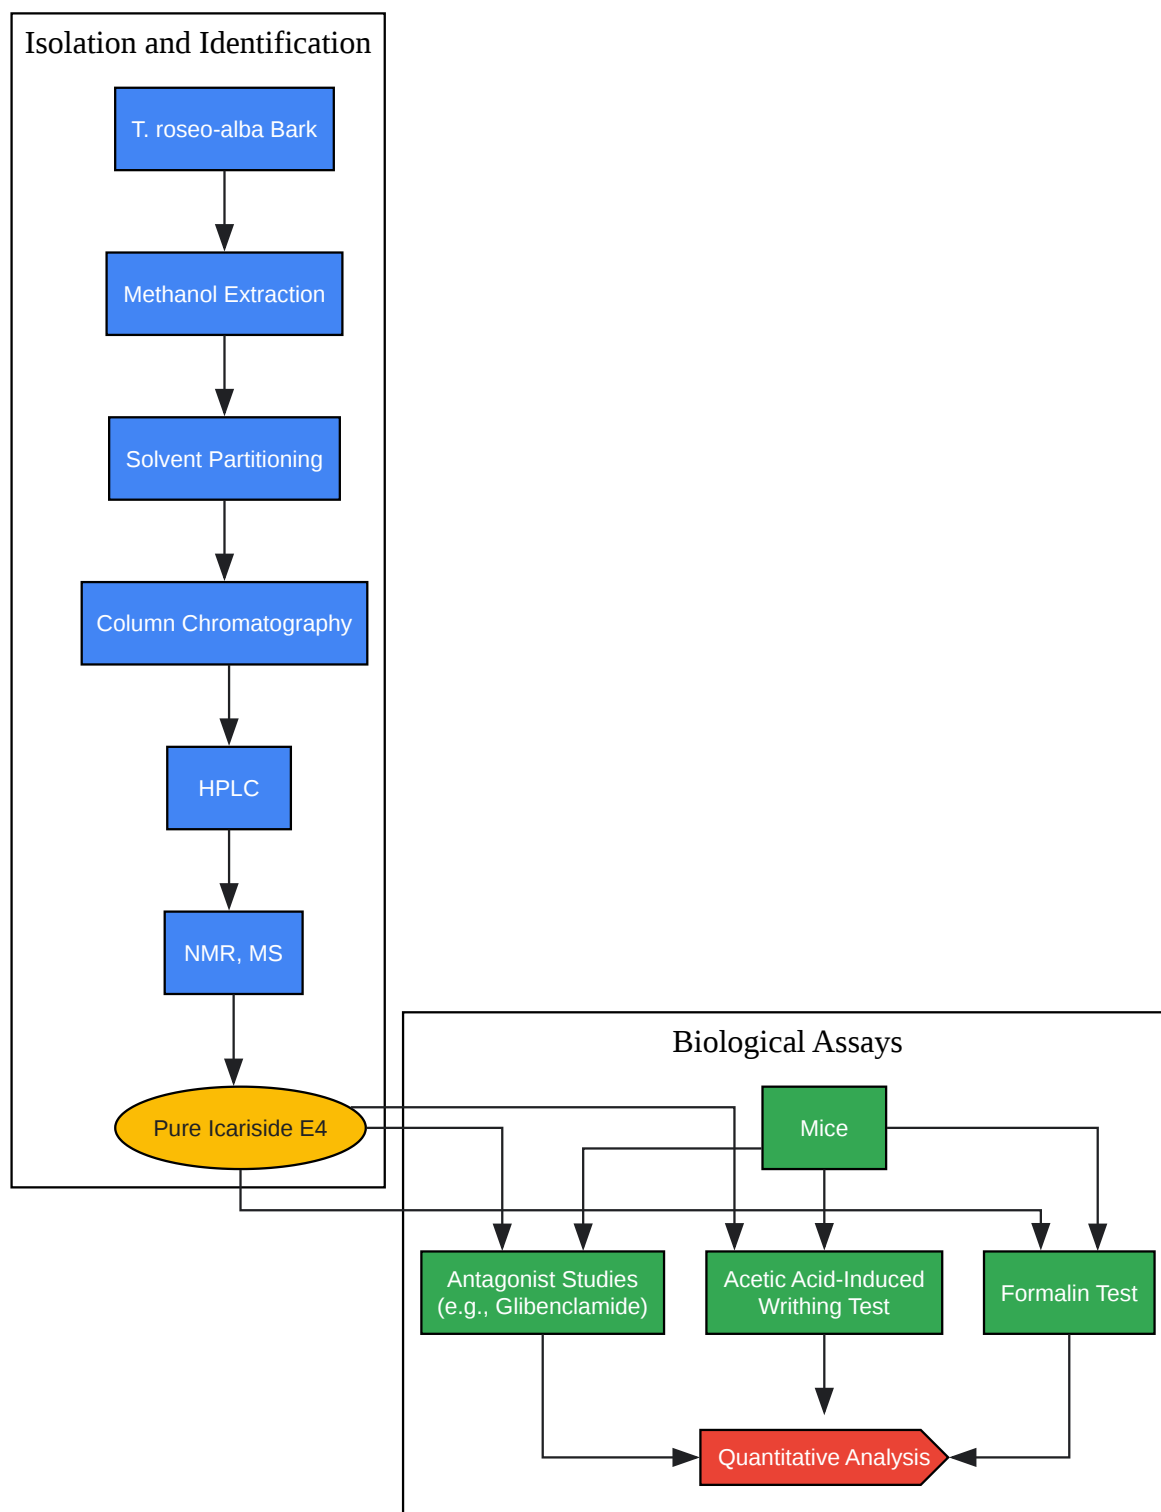 Isolation and Identification
T. roseo-alba Bark
Methanol Extraction
Solvent Partitioning
Column Chromatography
HPLC
NMR, MS
Pure Icariside E4
Biological Assays
Mice
Antagonist Studies
(e.g., Glibenclamide)
Acetic Acid-Induced
Writhing Test
Formalin Test
Quantitative Analysis